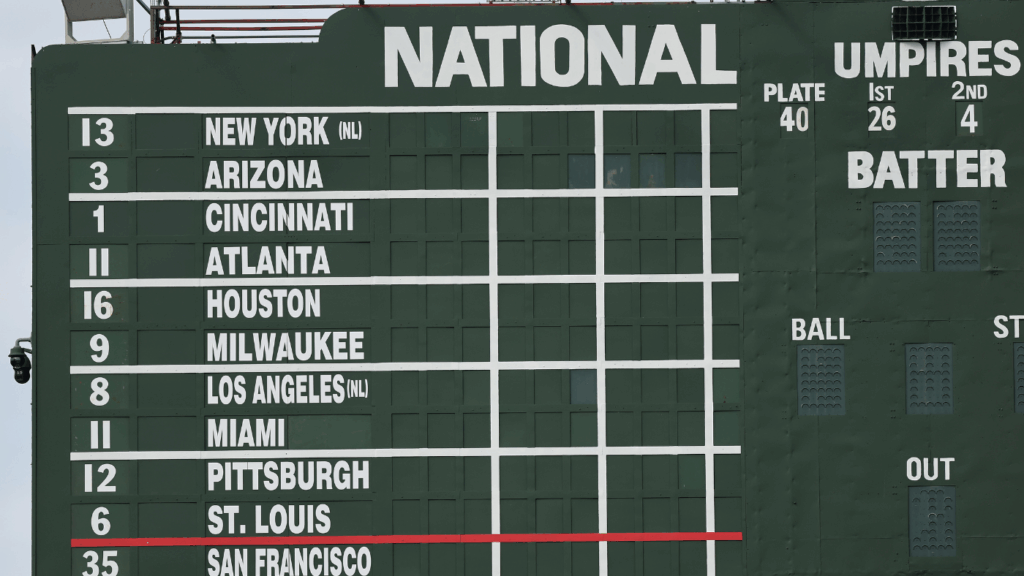 NATIONAL
13 NEW YORK (NL)
3 ARIZONA
1 CINCINNATI
11 ATLANTA
16 HOUSTON
9 MILWAUKEE
8 LOS ANGELES (NL)
11 MIAMI
12 PITTSBURGH
6 ST. LOUIS
35 SAN FRANCISCO
UMPIRES
PLATE 1ST 2ND
40 26 4
BATTER
BALL ST
OUT